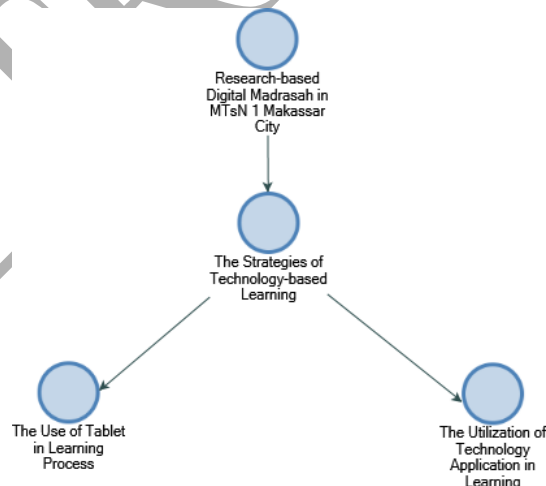 Research-based
Digital Madrasah in
MTsN 1 Makassar
City
The Strategies of
Technology-based
Learning
The Use of Tablet
in Learning
Process
The Utilization of
Technology
Application in
Learning